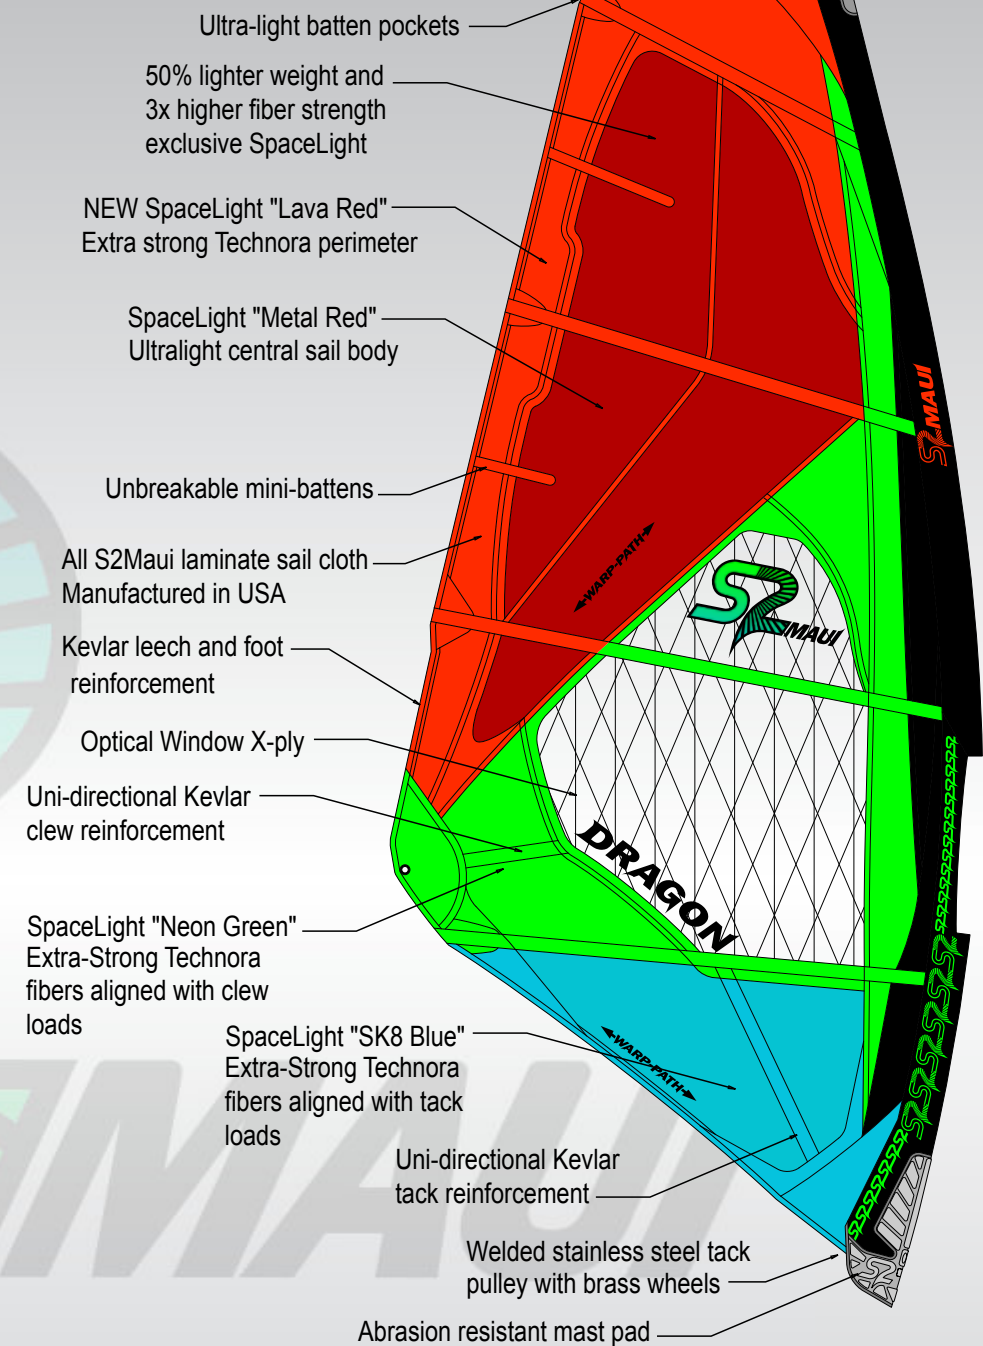 Ultra-light batten pockets
50% lighter weight and
3x higher fiber strength
exclusive SpaceLight
NEW SpaceLight "Lava Red"
Extra strong Technora perimeter
SpaceLight "Metal Red"
Ultralight central sail body
S2MAUI
Unbreakable mini-battens
All S2Maui laminate sail cloth
Manufactured in USA
WARP-PATH
S2 MAUI
Kevlar leech and foot
reinforcement
Optical Window X-ply
Uni-directional Kevlar
clew reinforcement
DRAGON
SpaceLight "Neon Green"
Extra-Strong Technora
fibers aligned with clew
loads
SpaceLight "SK8 Blue"
Extra-Strong Technora
fibers aligned with tack
loads
WARP-PATH
MAUI
Uni-directional Kevlar
tack reinforcement
Welded stainless steel tack
pulley with brass wheels
S2
Abrasion resistant mast pad